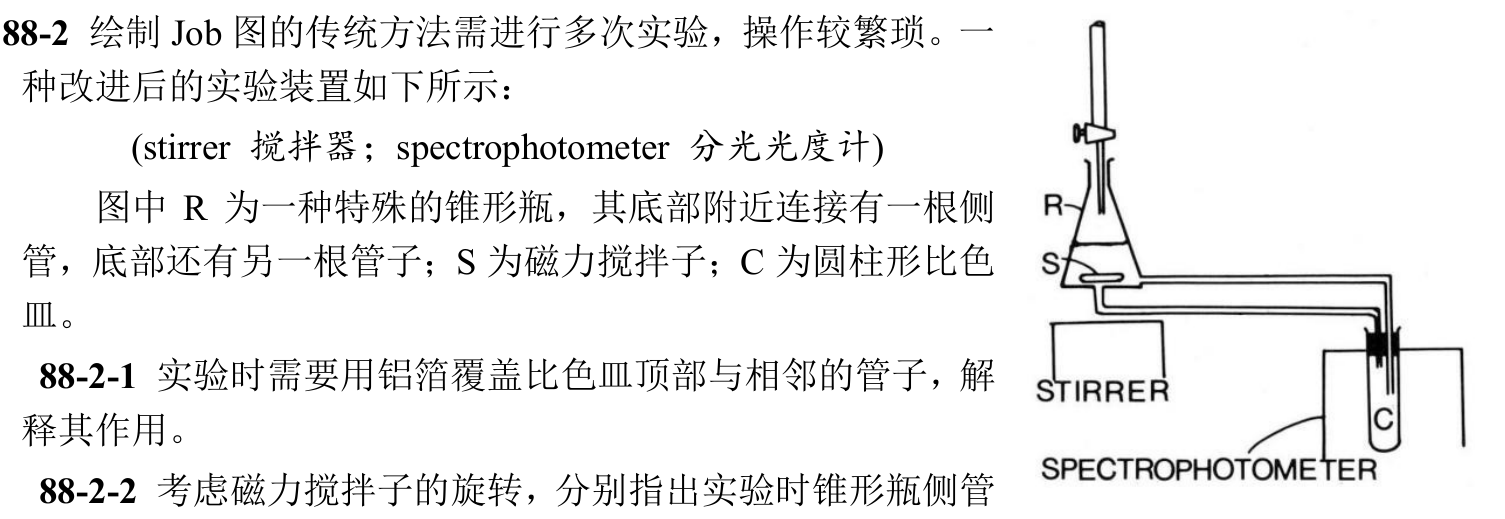 88-2 绘制 Job 图的传统方法需进行多次实验，操作较繁琐。一
种改进后的实验装置如下所示：
(stirrer 搅拌器；spectrophotometer 分光光度计)
图中 R 为一种特殊的锥形瓶，其底部附近连接有一根侧
管，底部还有另一根管子；S 为磁力搅拌子；C 为圆柱形比色
皿。
88-2-1 实验时需要用铝箔覆盖比色皿顶部与相邻的管子，解
释其作用。
88-2-2 考虑磁力搅拌子的旋转，分别指出实验时锥形瓶侧管
R
S
STIRRER
C
SPECTROPHOTOMETER